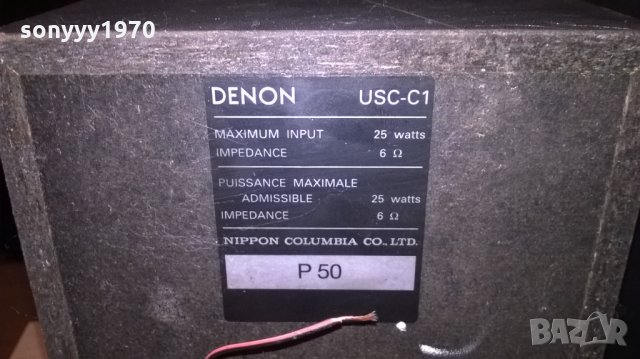 sonyyy1970
DENON USC-C1
MAXIMUM INPUT 25 watts
IMPEDANCE 6 Ω
PUISSANCE MAXIMALE
ADMISSIBLE 25 watts
IMPEDANCE 6 Ω
NIPPON COLUMBIA CO., LTD.
P 50
BAZAR